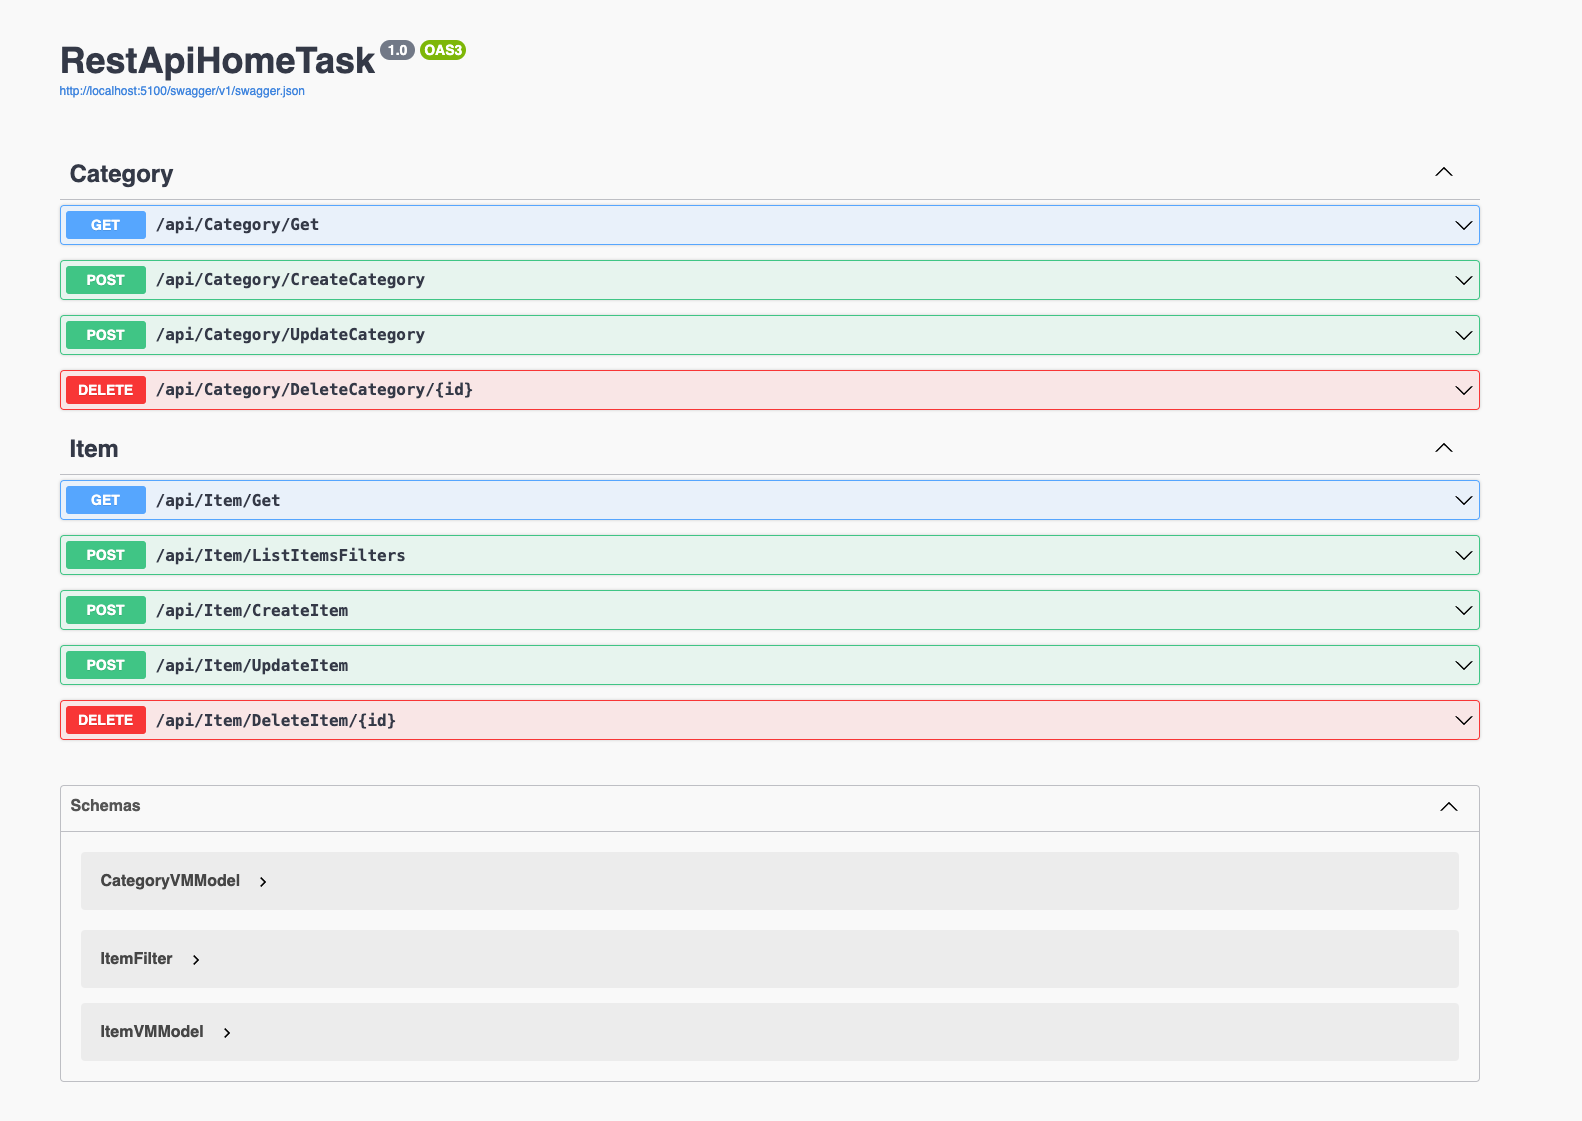 RestApiHomeTask 1.0 OAS3
http://localhost:5100/swagger/v1/swagger.json
Category
GET /api/Category/Get
POST /api/Category/CreateCategory
POST /api/Category/UpdateCategory
DELETE /api/Category/DeleteCategory/{id}
Item
GET /api/Item/Get
POST /api/Item/ListItemsFilters
POST /api/Item/CreateItem
POST /api/Item/UpdateItem
DELETE /api/Item/DeleteItem/{id}
Schemas
CategoryVMModel
ItemFilter
ItemVMModel